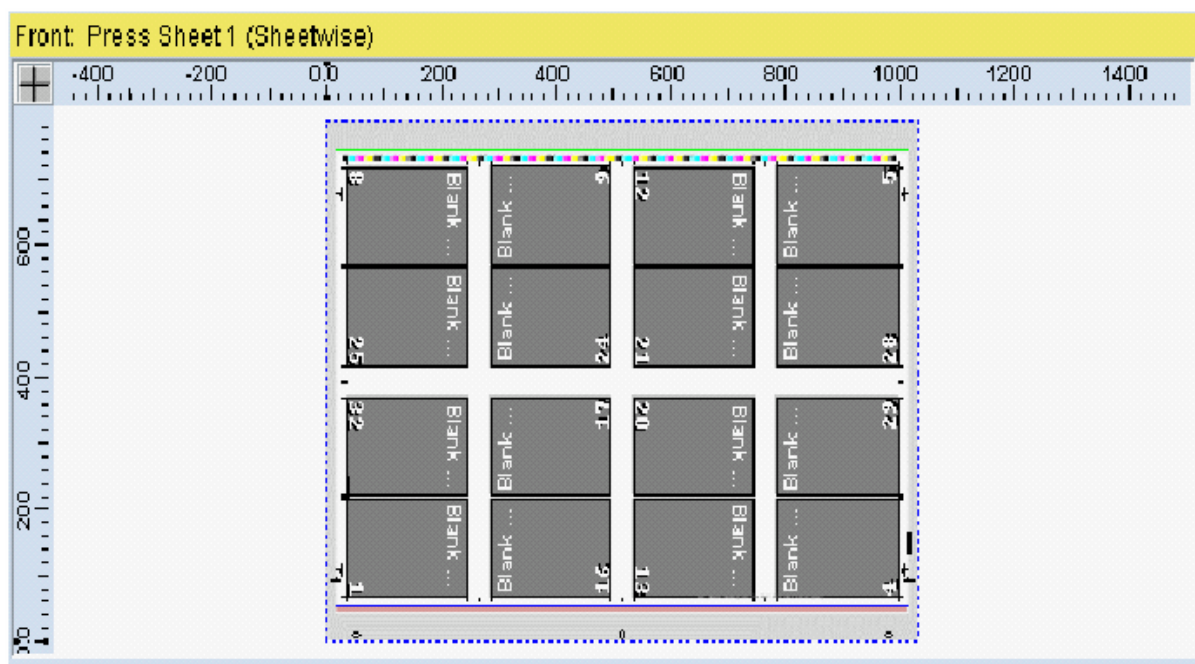 Front: Press Sheet 1 (Sheetwise)
-400 -200 0.0 200 400 600 800 1000 1200 1400
8 Blank ... Blank ... 9 12 Blank ... Blank ... 5
600
25 Blank ... Blank ... 24 21 Blank ... Blank ... 28
400
32 Blank ... Blank ... 17 20 Blank ... Blank ... 29
200
1 Blank ... Blank ... 16 13 Blank ... Blank ... 4